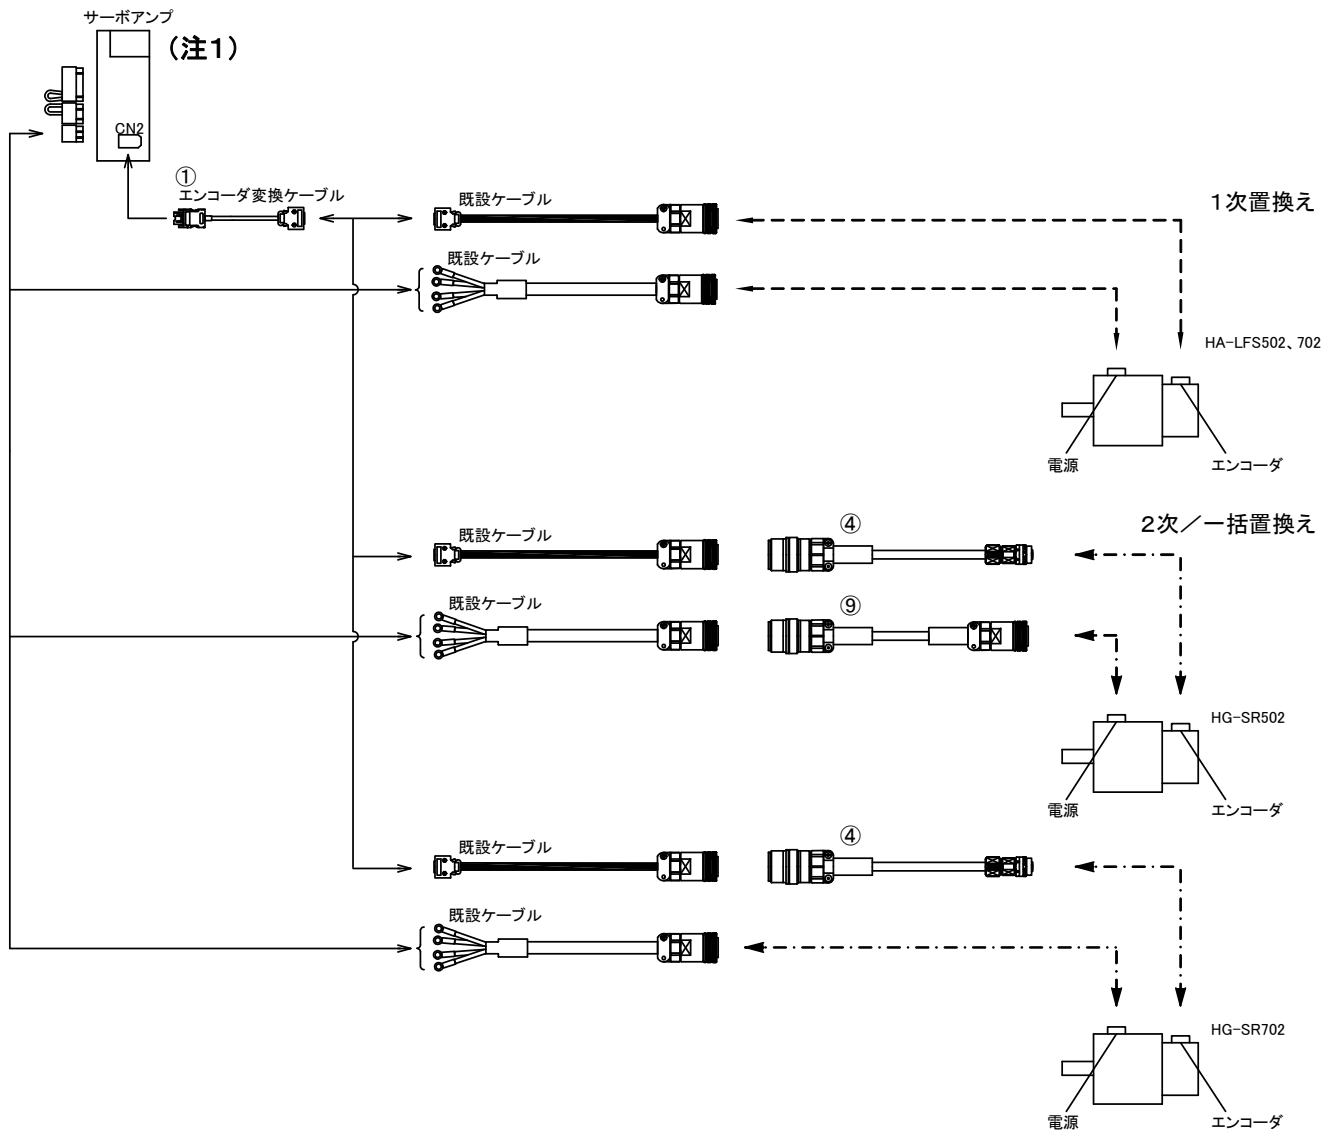 サーボアンプ
(注1)
CN2
①
エンコーダ変換ケーブル
既設ケーブル
1次置換え
既設ケーブル
HA-LFS502、702
電源
エンコーダ
2次／一括置換え
④
既設ケーブル
⑨
既設ケーブル
HG-SR502
電源
エンコーダ
④
既設ケーブル
既設ケーブル
HG-SR702
電源
エンコーダ